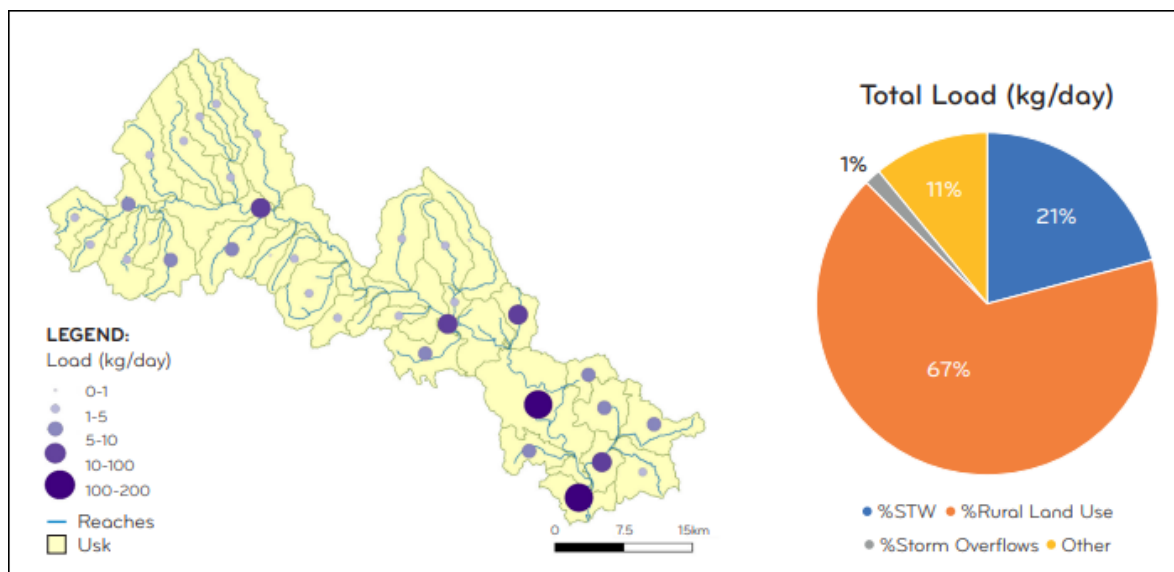 Total Load (kg/day)
1%
11%
21%
67%
LEGEND:
Load (kg/day)
0-1
1-5
5-10
10-100
100-200
Reaches
Usk
0 7.5 15km
%STW %Rural Land Use
%Storm Overflows Other